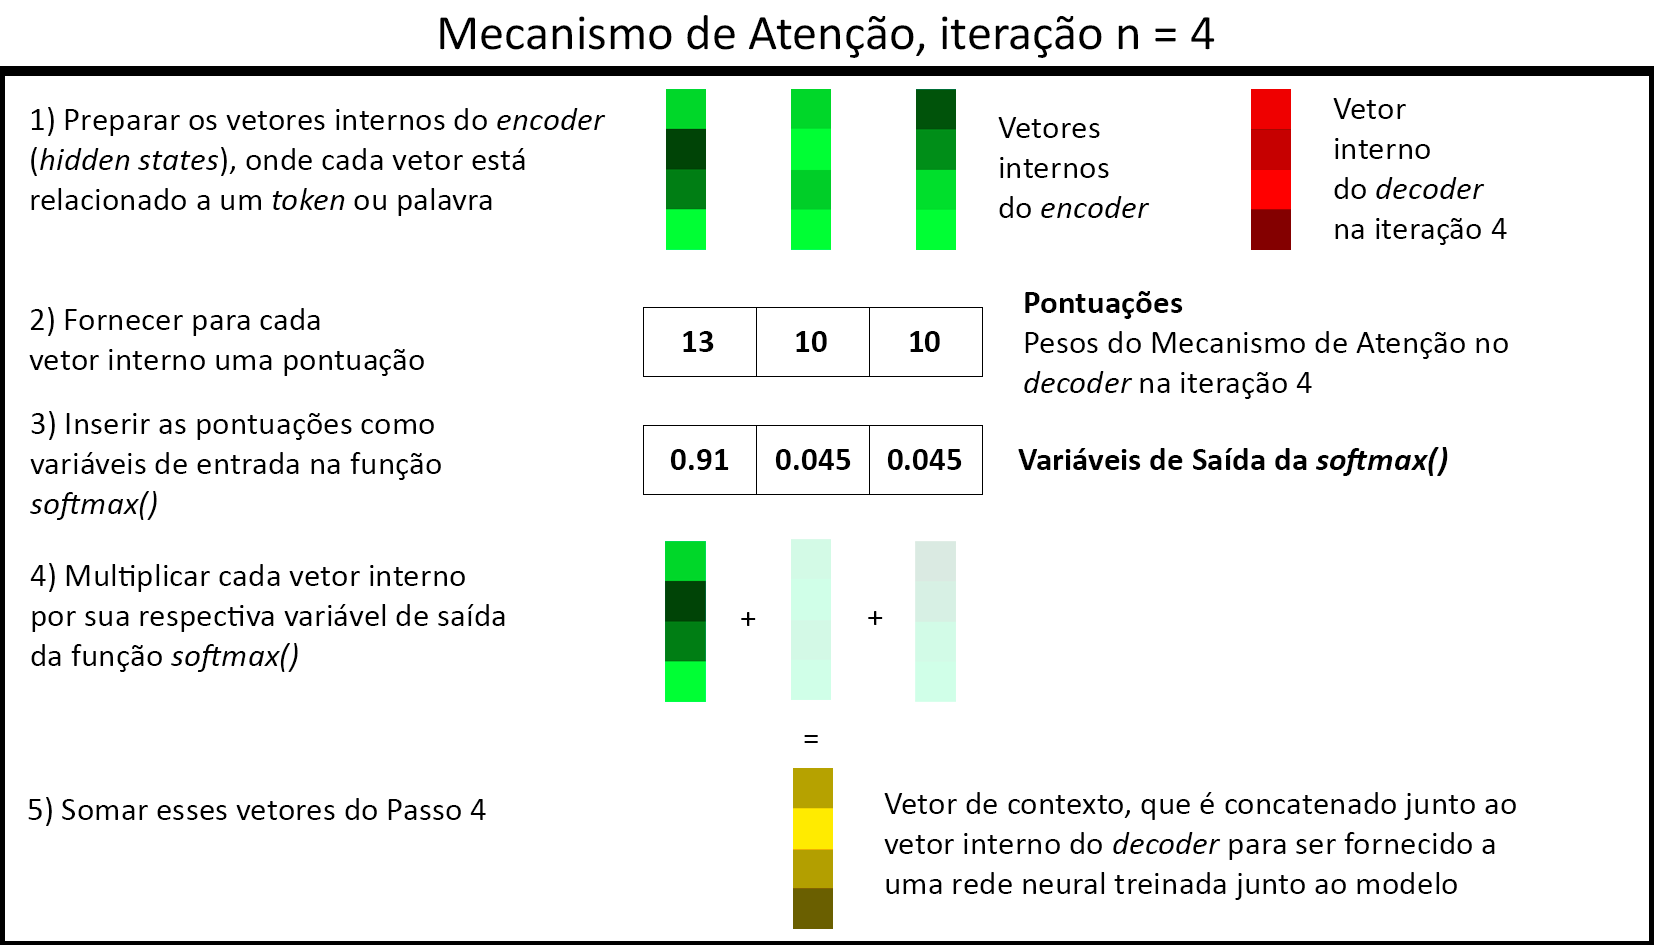 Mecanismo de Atenção, iteração n = 4
1) Preparar os vetores internos do encoder
(hidden states), onde cada vetor está
relacionado a um token ou palavra
Vetores
internos
do encoder
Vetor
interno
do decoder
na iteração 4
2) Fornecer para cada
vetor interno uma pontuação
13 10 10
Pontuações
Pesos do Mecanismo de Atenção no
decoder na iteração 4
3) Inserir as pontuações como
variáveis de entrada na função
softmax()
0.91 0.045 0.045
Variáveis de Saída da softmax()
4) Multiplicar cada vetor interno
por sua respectiva variável de saída
da função softmax()
+ +
=
5) Somar esses vetores do Passo 4
Vetor de contexto, que é concatenado junto ao
vetor interno do decoder para ser fornecido a
uma rede neural treinada junto ao modelo